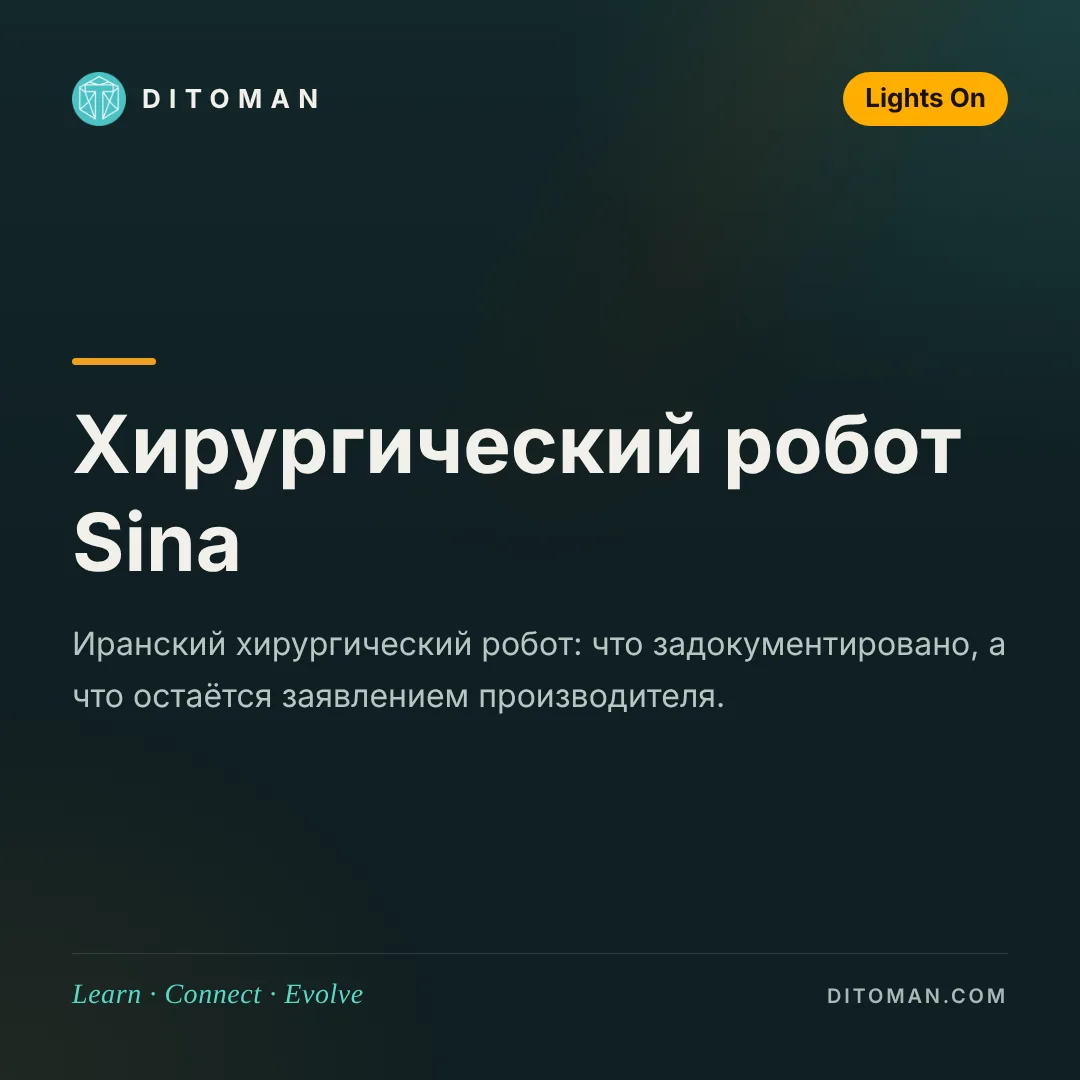 DITOMAN
Lights On
Хирургический робот
Sina
Иранский хирургический робот: что задокументировано, а
что остаётся заявлением производителя.
Learn · Connect · Evolve
DITOMAN.COM